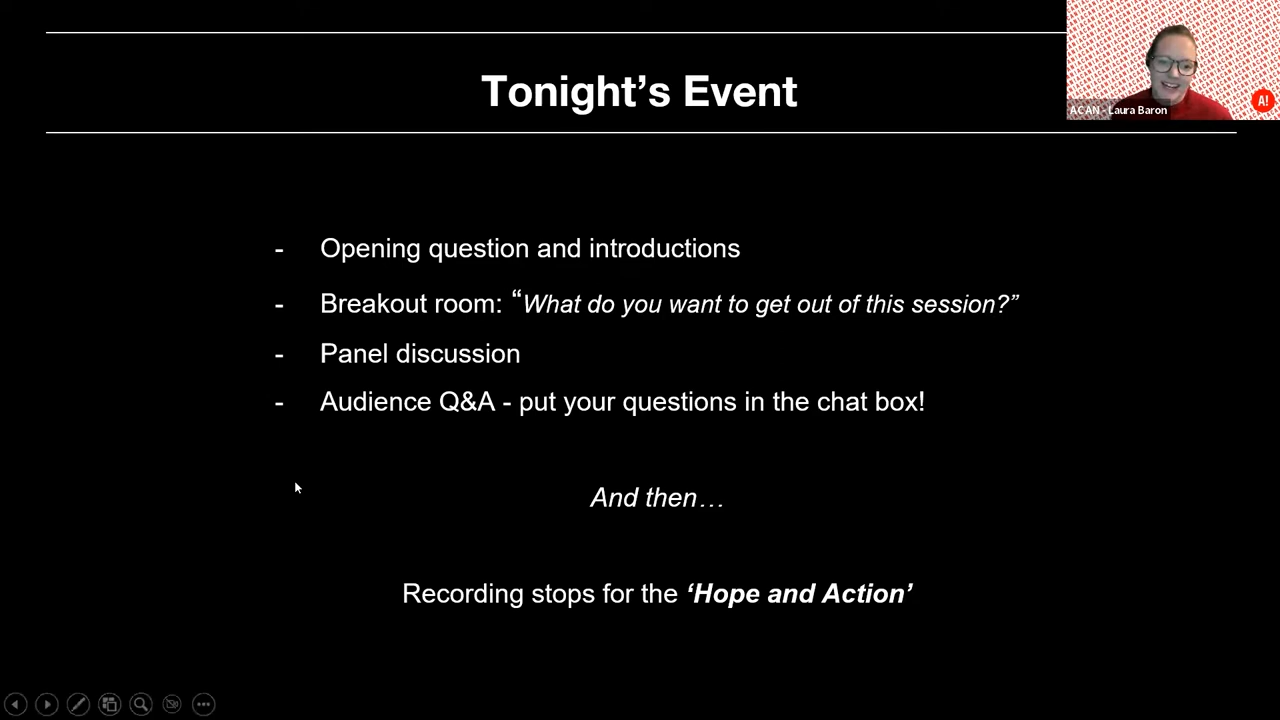 Tonight’s Event
ACAN - Laura Baron
A!
- Opening question and introductions
- Breakout room: “What do you want to get out of this session?”
- Panel discussion
- Audience Q&A - put your questions in the chat box!
And then…
Recording stops for the ‘Hope and Action’